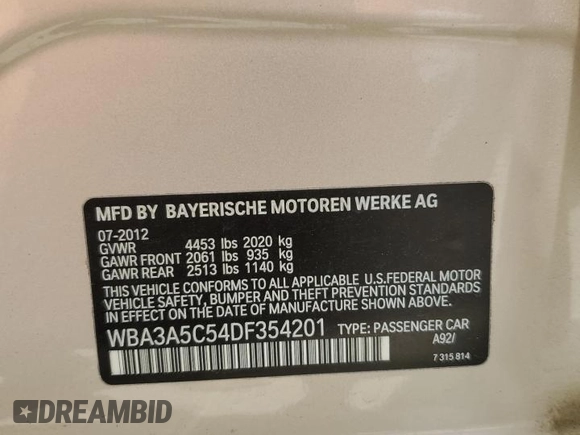 MFD BY BAYERISCHE MOTOREN WERKE AG
07-2012
GVWR 4453 lbs 2020 kg
GAWR FRONT 2061 lbs 935 kg
GAWR REAR 2513 lbs 1140 kg
THIS VEHICLE CONFORMS TO ALL APPLICABLE U.S.FEDERAL MOTOR
VEHICLE SAFETY, BUMPER AND THEFT PREVENTION STANDARDS
IN EFFECT ON THE DATE OF MANUFACTURE SHOWN ABOVE.
WBA3A5C54DF354201 TYPE: PASSENGER CAR
A92/
7 315 814
DREAMBID